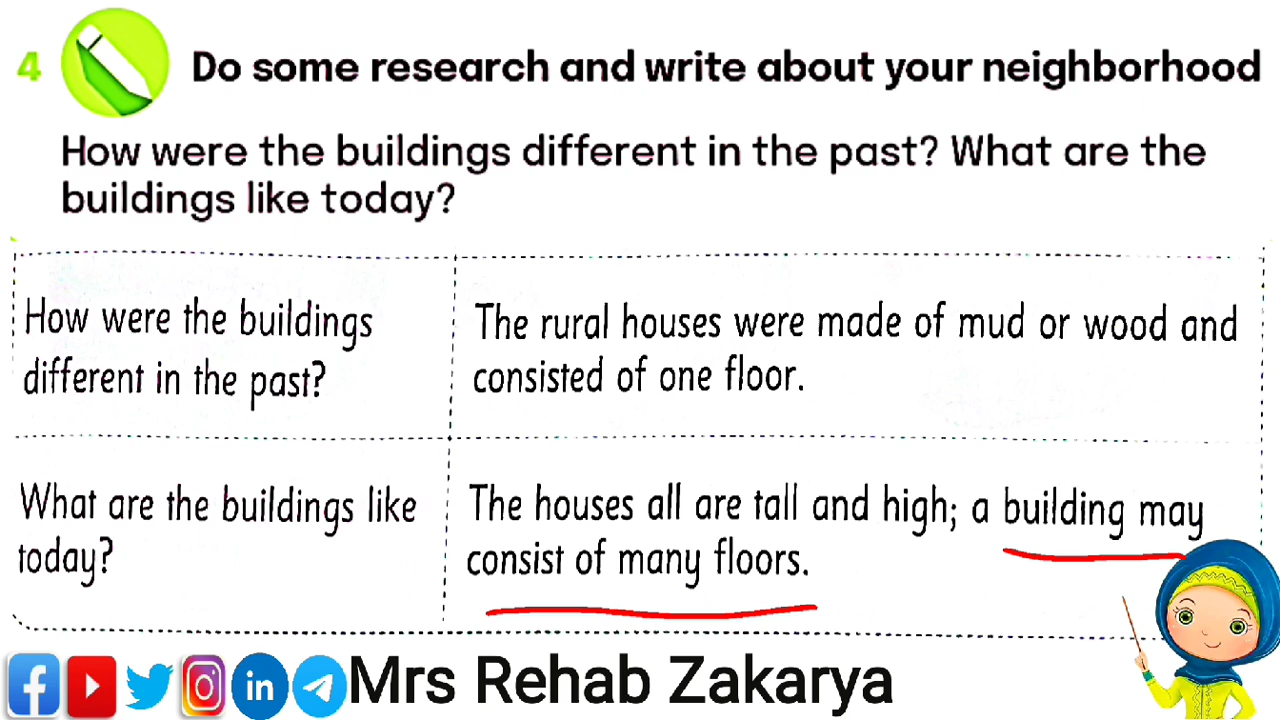 4 Do some research and write about your neighborhood
How were the buildings different in the past? What are the
buildings like today?
How were the buildings
different in the past?
The rural houses were made of mud or wood and
consisted of one floor.
What are the buildings like
today?
The houses all are tall and high; a building may
consist of many floors.
Mrs Rehab Zakarya